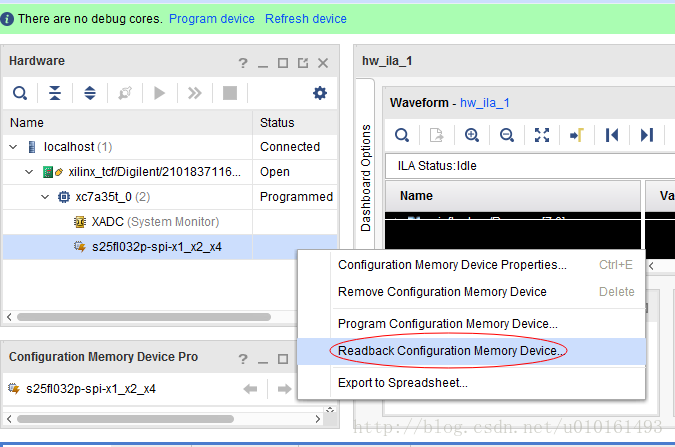 There are no debug cores. Program device Refresh device
Hardware
hw_ila_1
Name Status
localhost (1) Connected
xilinx_tcf/Digilent/2101837116... Open
xc7a35t_0 (2) Programmed
XADC (System Monitor)
s25fl032p-spi-x1_x2_x4
Dashboard Options
Waveform - hw_ila_1
ILA Status:Idle
Name Va
Configuration Memory Device Properties... Ctrl+E
Remove Configuration Memory Device Delete
Program Configuration Memory Device...
Readback Configuration Memory Device...
Export to Spreadsheet...
Configuration Memory Device Pro
s25fl032p-spi-x1_x2_x4
http://blog.csdn.net/u010161493